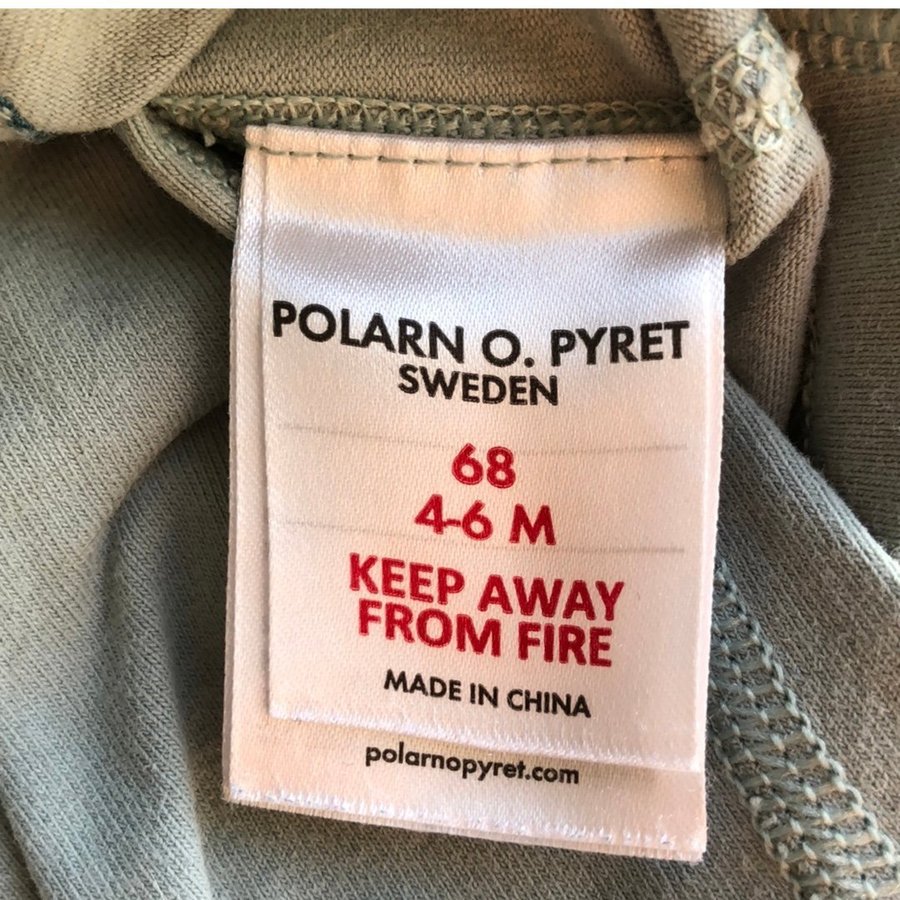 POLARN O. PYRET
SWEDEN
68
4-6 M
KEEP AWAY
FROM FIRE
MADE IN CHINA
polarnopyret.com